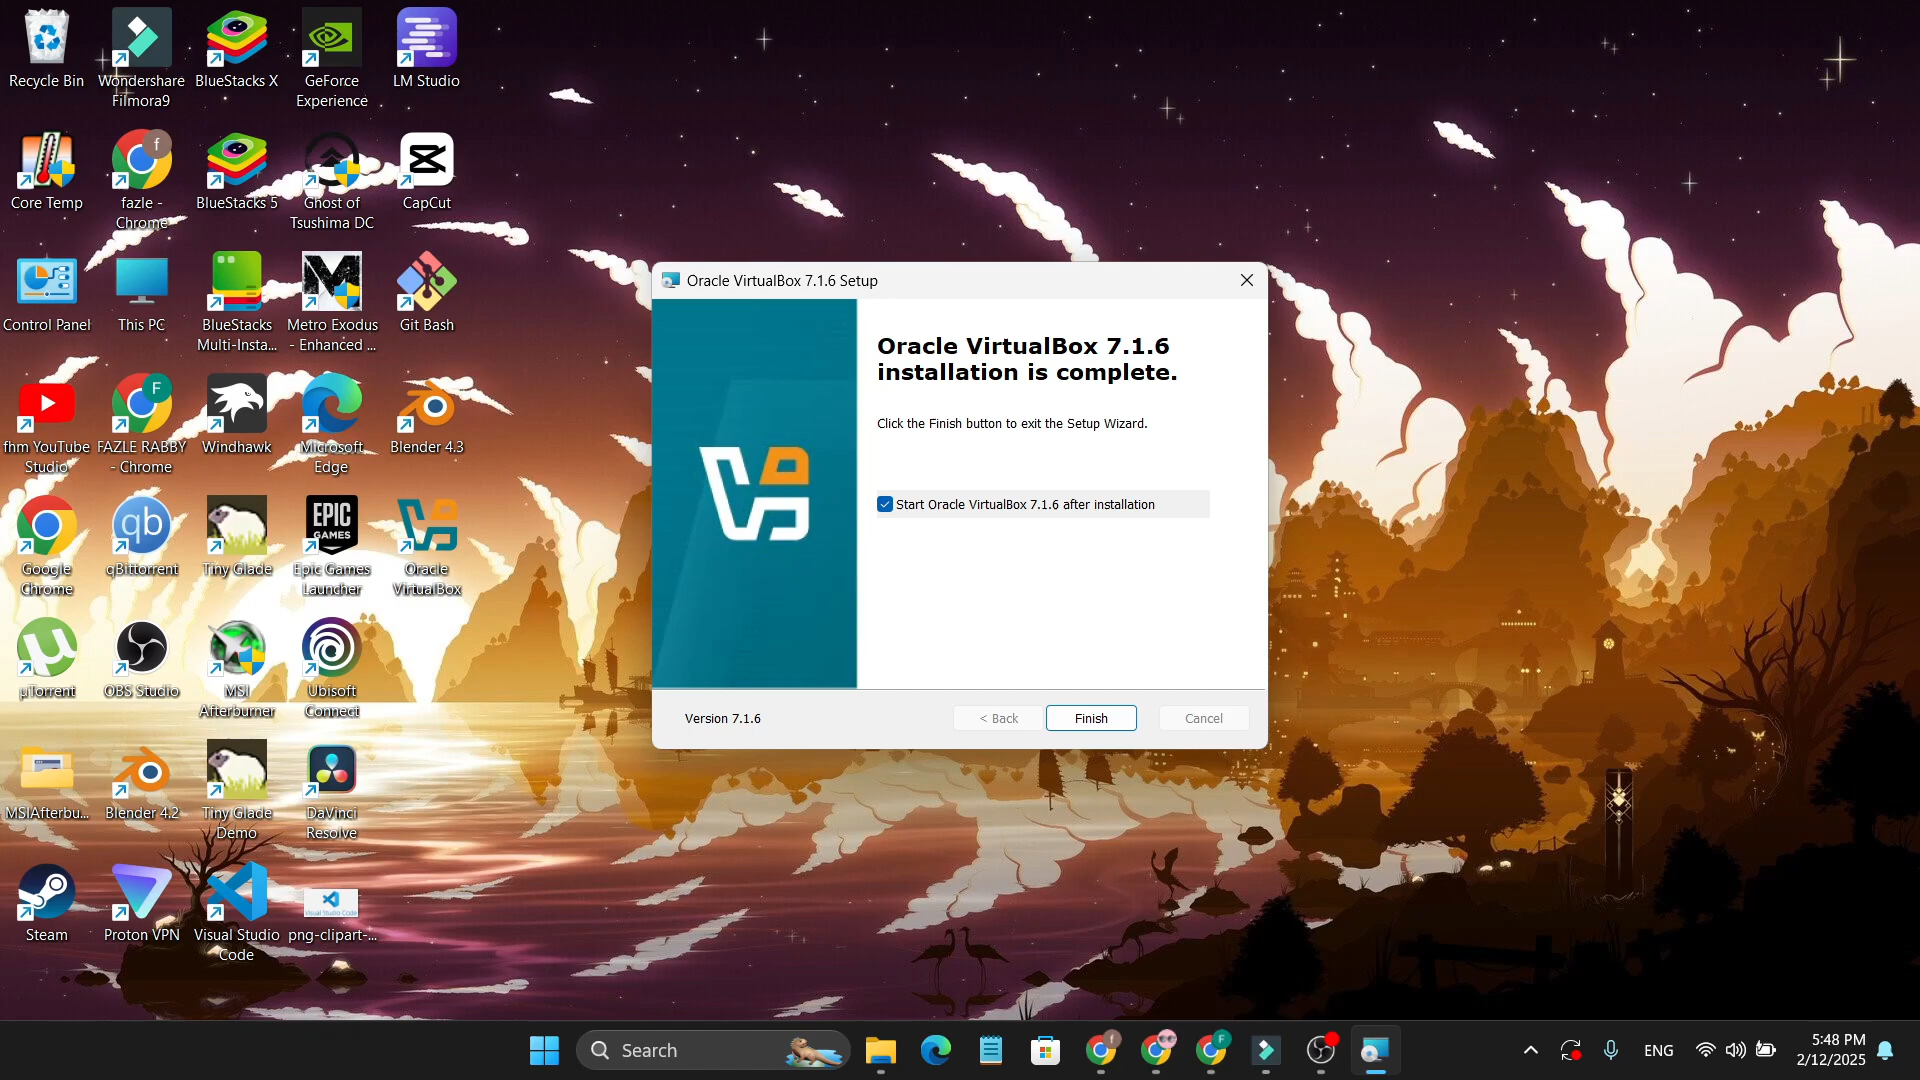 Recycle Bin
Wondershare
Filmora9
BlueStacks X
GeForce
Experience
LM Studio
Core Temp
f
fazle -
Chrome
BlueStacks 5
Ghost of
Tsushima DC
CapCut
Control Panel
This PC
BlueStacks
Multi-Insta...
Metro Exodus
- Enhanced ...
Git Bash
fhm YouTube
Studio
F
FAZLE RABBY
- Chrome
Windhawk
Microsoft
Edge
Blender 4.3
Google
Chrome
qb
qBittorrent
Tiny Glade
EPIC
GAMES
Epic Games
Launcher
Oracle
VirtualBox
µTorrent
OBS Studio
MSI
Afterburner
Ubisoft
Connect
MSIAfterbu...
Blender 4.2
Tiny Glade
Demo
DaVinci
Resolve
Steam
Proton VPN
Visual Studio
Code
Visual Studio Code
png-clipart-...
Oracle VirtualBox 7.1.6 Setup
Oracle VirtualBox 7.1.6
installation is complete.
Click the Finish button to exit the Setup Wizard.
Start Oracle VirtualBox 7.1.6 after installation
Version 7.1.6
< Back
Finish
Cancel
Search
f
F
ENG
5:48 PM
2/12/2025